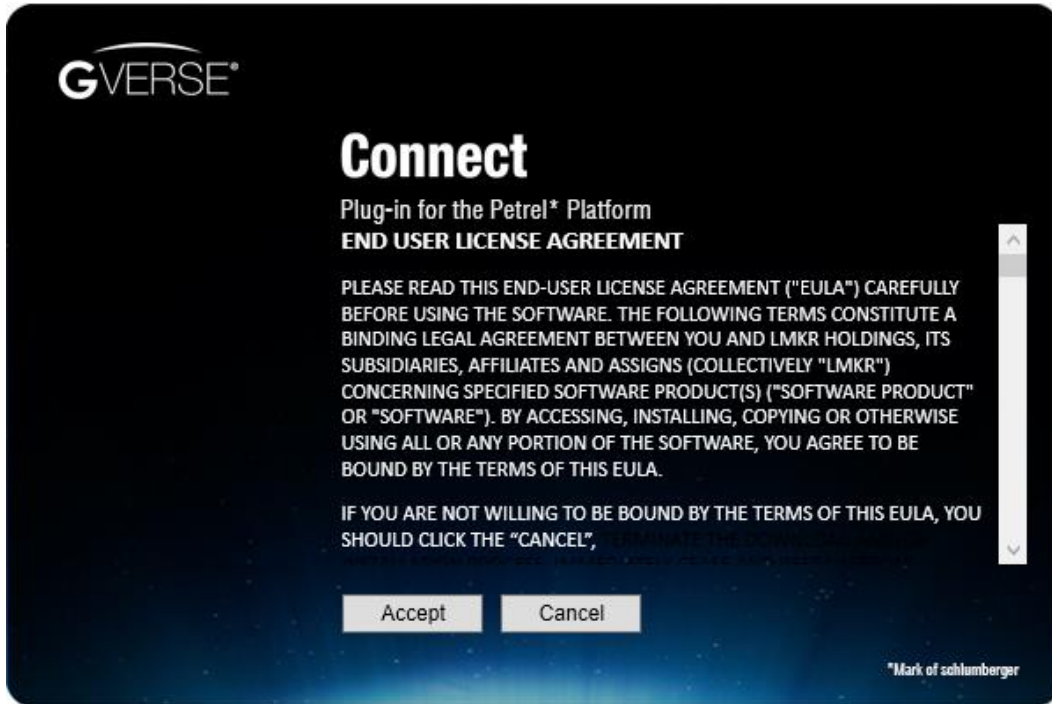 GVERSE®
Connect
Plug-in for the Petrel* Platform
END USER LICENSE AGREEMENT
PLEASE READ THIS END-USER LICENSE AGREEMENT ("EULA") CAREFULLY
BEFORE USING THE SOFTWARE. THE FOLLOWING TERMS CONSTITUTE A
BINDING LEGAL AGREEMENT BETWEEN YOU AND LMKR HOLDINGS, ITS
SUBSIDIARIES, AFFILIATES AND ASSIGNS (COLLECTIVELY "LMKR")
CONCERNING SPECIFIED SOFTWARE PRODUCT(S) ("SOFTWARE PRODUCT"
OR "SOFTWARE"). BY ACCESSING, INSTALLING, COPYING OR OTHERWISE
USING ALL OR ANY PORTION OF THE SOFTWARE, YOU AGREE TO BE
BOUND BY THE TERMS OF THIS EULA.
IF YOU ARE NOT WILLING TO BE BOUND BY THE TERMS OF THIS EULA, YOU
SHOULD CLICK THE “CANCEL”, TERMINATE THE DOWNLOAD
Accept Cancel
*Mark of schlumberger